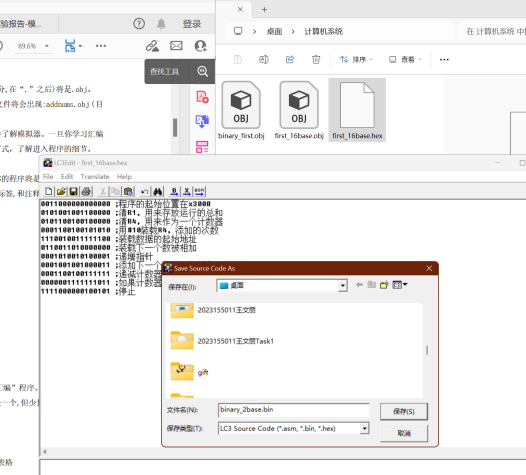 验报告-模...
登录
89.6%
查找工具
桌面
计算机系统
在 计算机系统 中
排序
查看
binary_first.obj
first_16base.obj
first_16base.hex
OBJ
OBJ
分,在 “.” 之后)将是.obj。
文件将会出现:addnums.obj(目
了解模拟器。一旦你学习汇编
方式,了解进入程序的细节。
的程序将是
标签,和注释
LC3Edit - first_16base.hex
File Edit Translate Help
0011000000000000 ;程序的起始位置在x3000
0101001001100000 ;清R1, 用来存放运行的总和
0101100100100000 ;清R4, 用来作为一个计数器
0001100100101010 ;用#10装载R4, 添加的次数
1110010011111100 ;装载数据的起始地址
0110011010000000 ;装载下一个数被相加
0001010010100001 ;递增指针
0001001001000011 ;添加下一个
0001100100111111 ;递减计数器
0000001111111011 ;如果计数器
1111000000100101 ;停止
Save Source Code As
保存在(I):
桌面
2023155011王文丽
2023155011王文丽Task1
gift
文件名(N):
binary_2base.bin
保存(S)
保存类型(T):
LC3 Source Code (*.asm, *.bin, *.hex)
取消
汇编” 程序。
一个,但少
表格